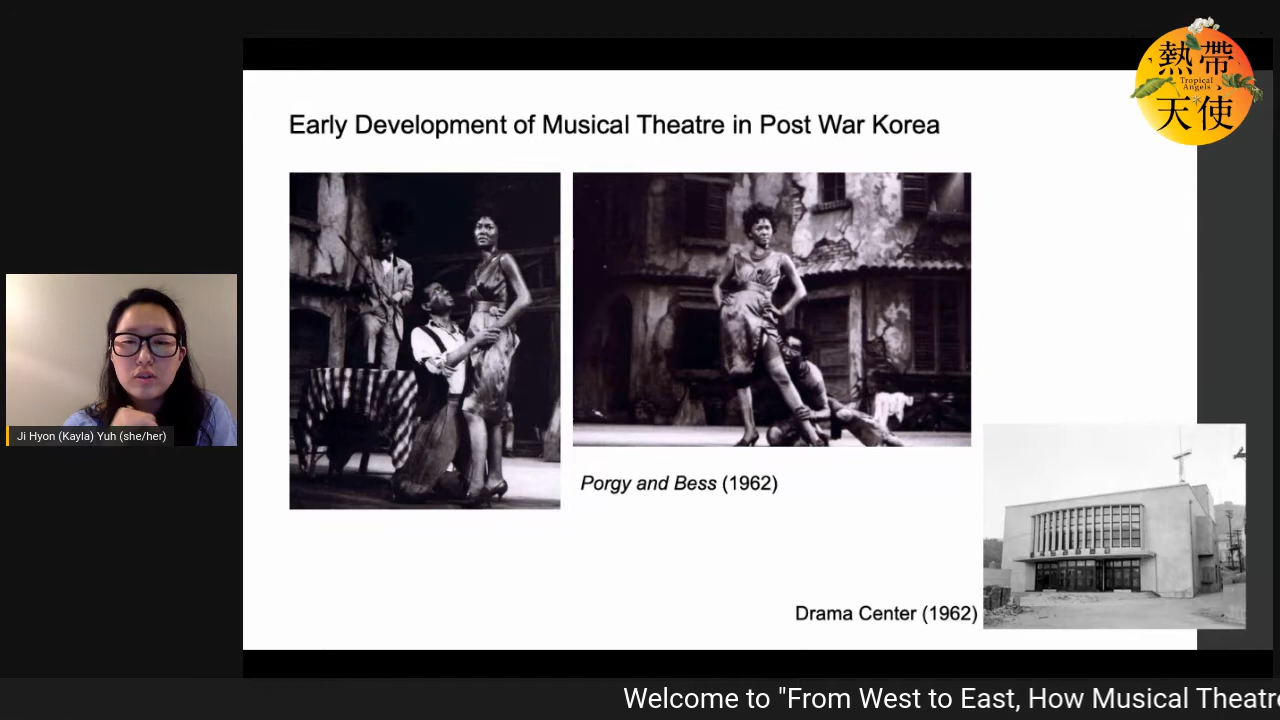 熱帶
Tropical
Angels
天使
Early Development of Musical Theatre in Post War Korea
Ji Hyon (Kayla) Yuh (she/her)
Porgy and Bess (1962)
Drama Center (1962)
Welcome to "From West to East, How Musical Theatre